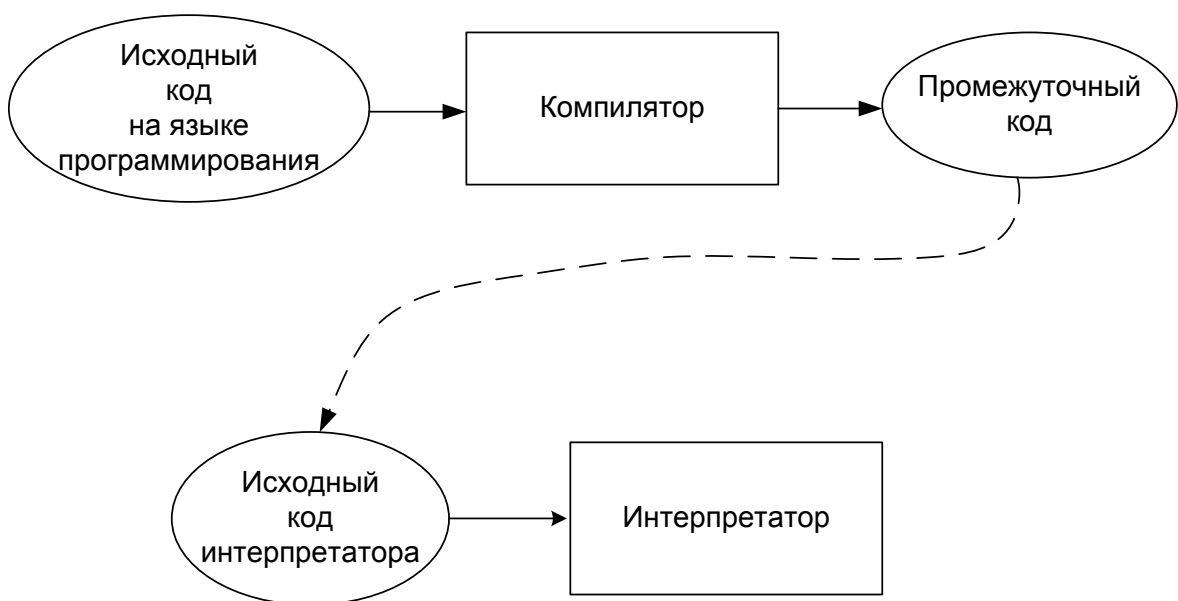 Исходный
код
на языке
программирования
Компилятор
Промежуточный
код
Исходный
код
интерпретатора
Интерпретатор